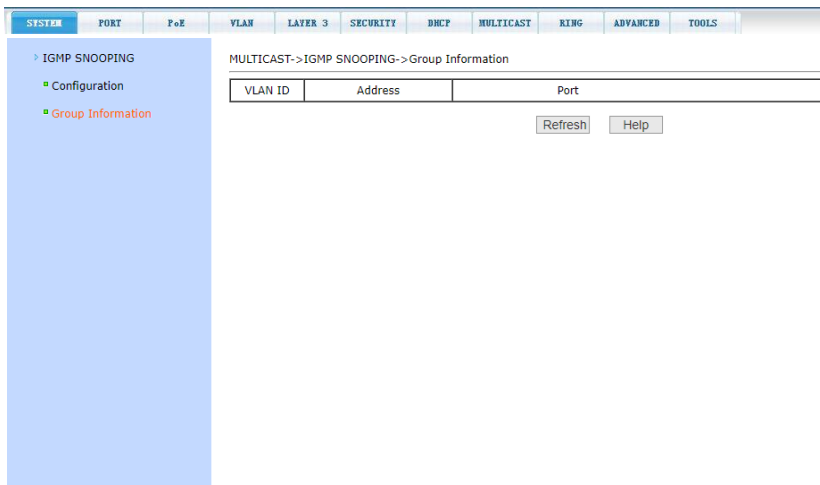 SYSTEM PORT PoE VLAN LAYER 3 SECURITY DHCP MULTICAST RING ADVANCED TOOLS
IGMP SNOOPING
Configuration
Group Information
MULTICAST->IGMP SNOOPING->Group Information
VLAN ID Address Port
Refresh Help